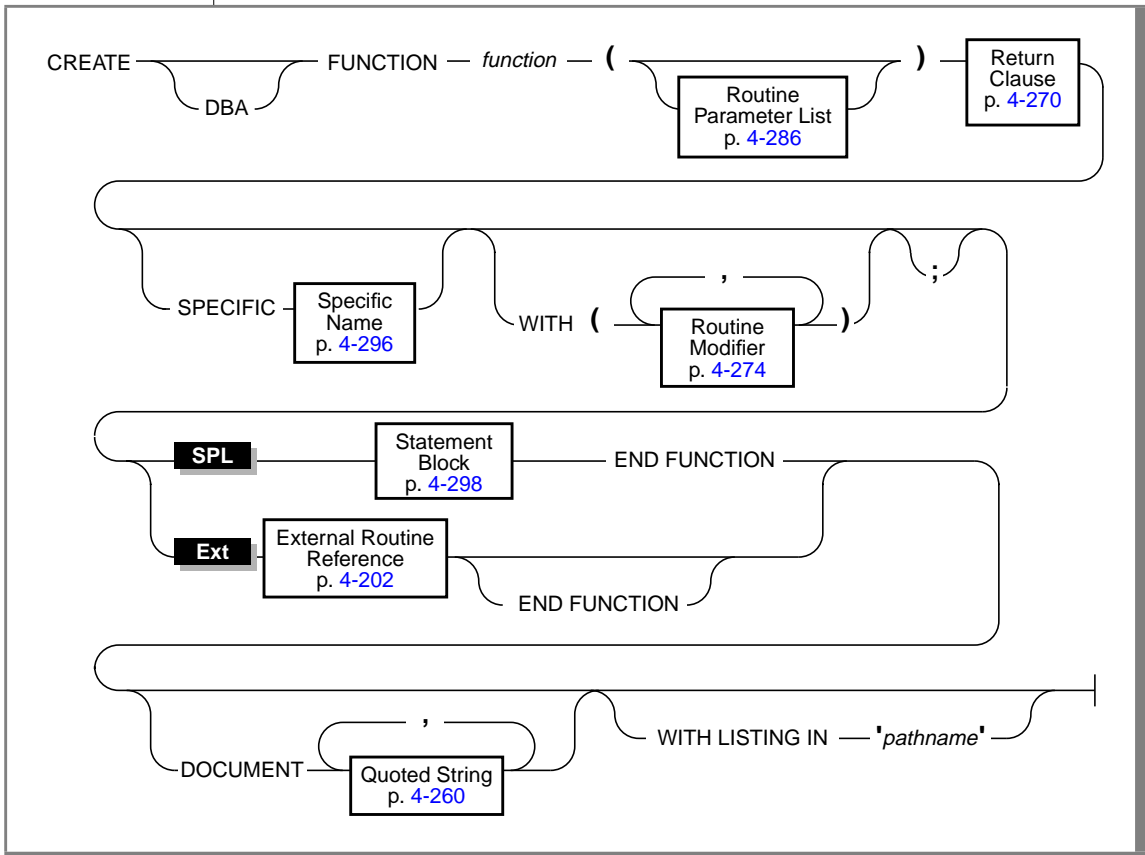 CREATE DBA FUNCTION function ( Routine Parameter List p. 4-286 ) Return Clause p. 4-270
SPECIFIC Specific Name p. 4-296 WITH ( , Routine Modifier p. 4-274 ) ;
SPL Statement Block p. 4-298 END FUNCTION
Ext External Routine Reference p. 4-202 END FUNCTION
DOCUMENT , Quoted String p. 4-260 WITH LISTING IN 'pathname'